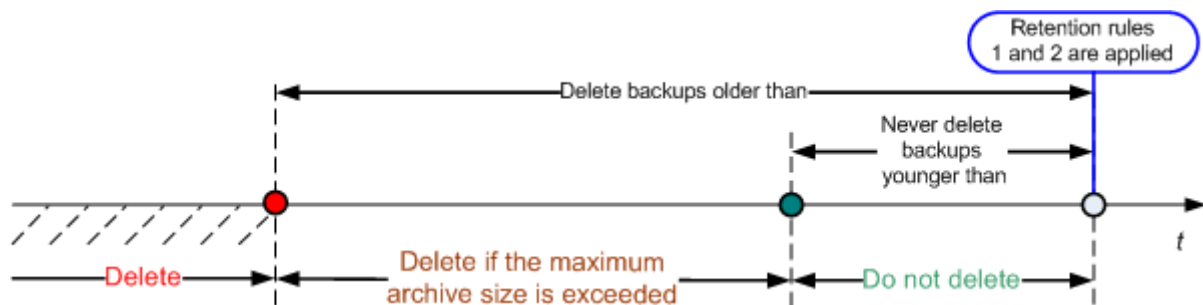 Retention rules
1 and 2 are applied
Delete backups older than
Never delete
backups
younger than
t
Delete
Delete if the maximum
archive size is exceeded
Do not delete